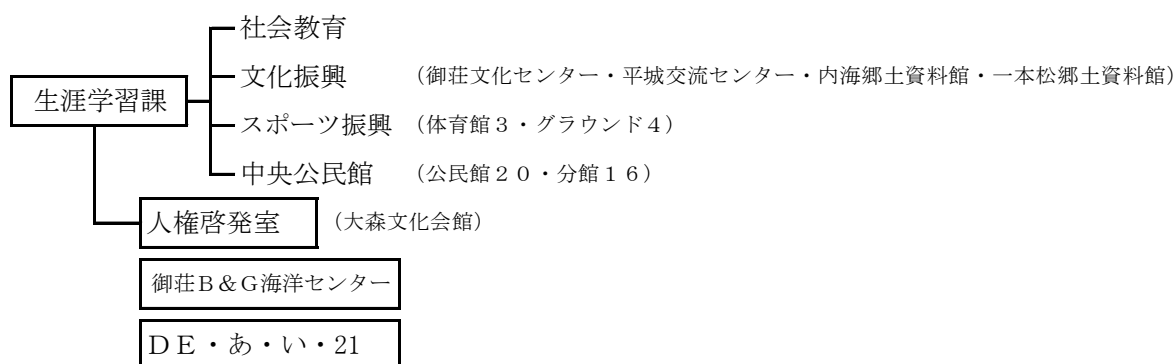 社会教育
文化振興 （御荘文化センター・平城交流センター・内海郷土資料館・一本松郷土資料館）
生涯学習課
スポーツ振興 （体育館３・グラウンド４）
中央公民館 （公民館２０・分館１６）
人権啓発室 （大森文化会館）
御荘Ｂ＆Ｇ海洋センター
ＤＥ・あ・い・21